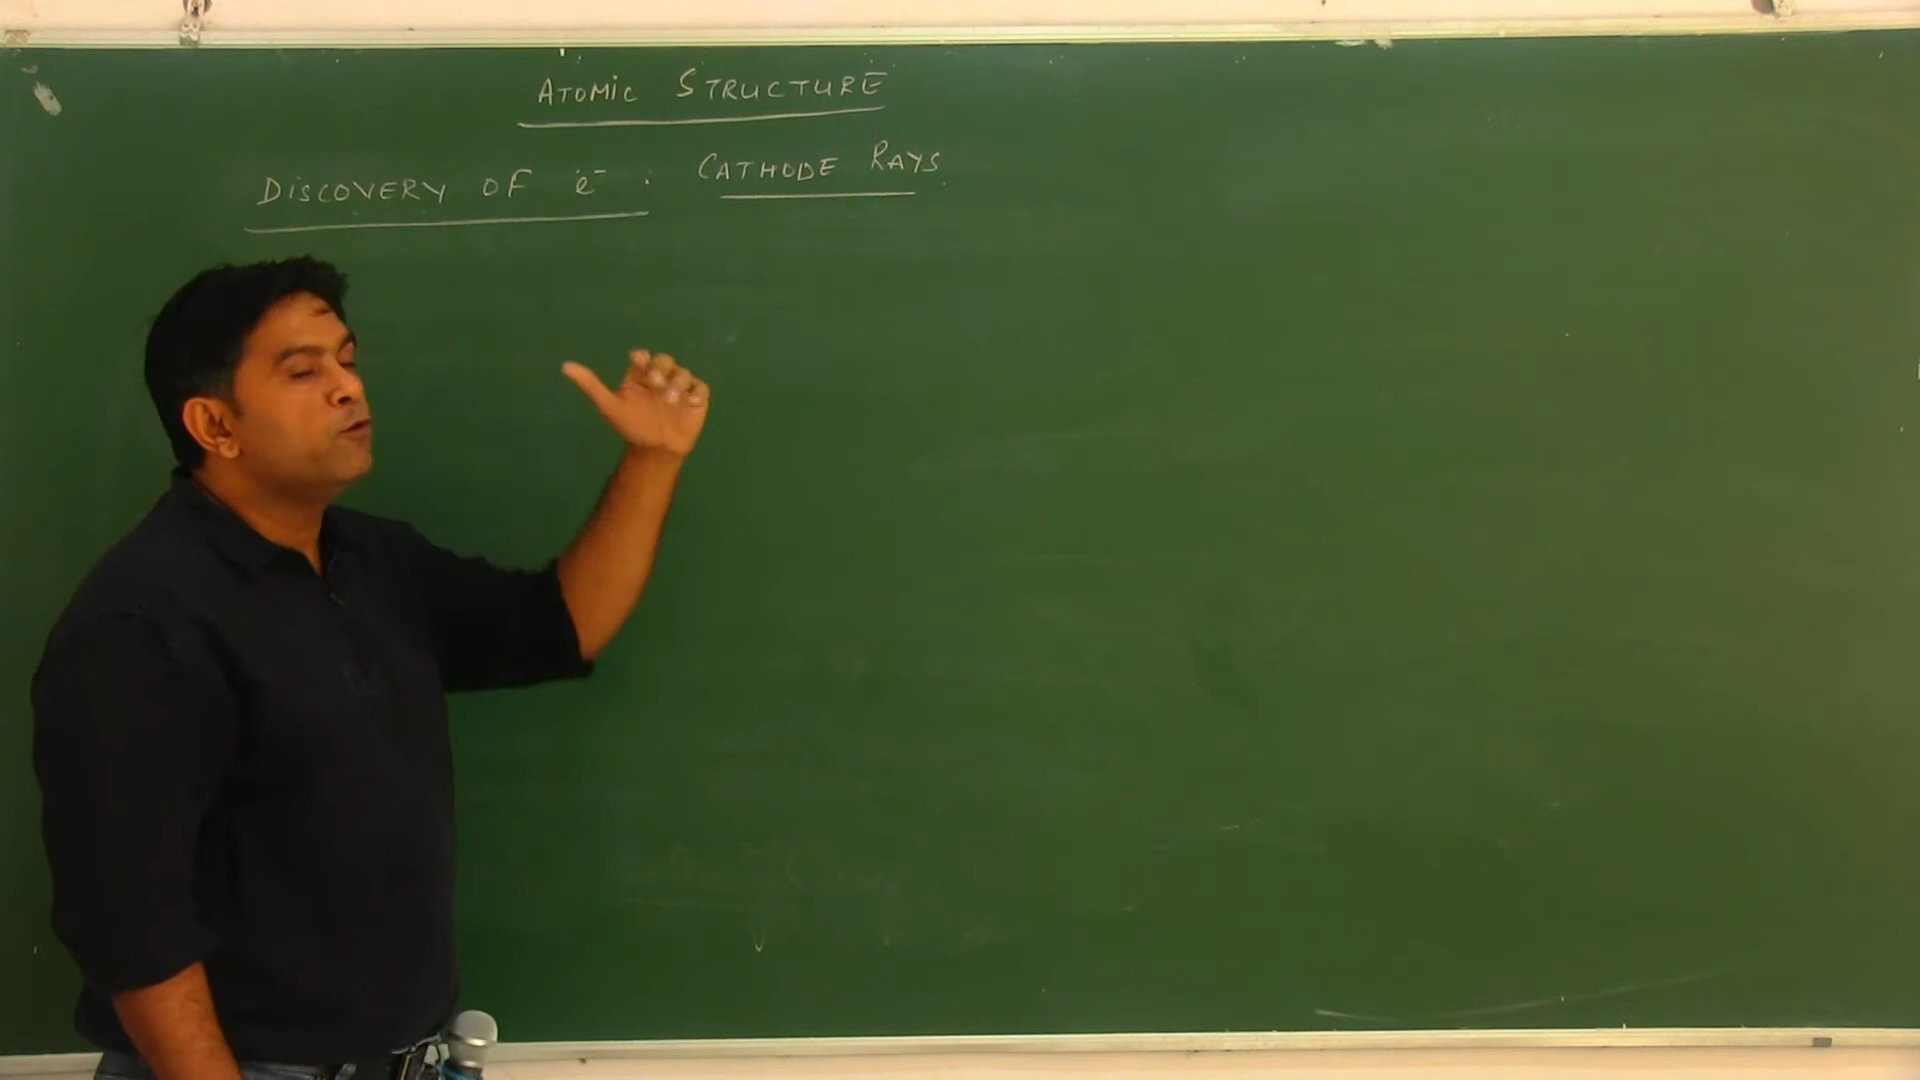 ATOMIC STRUCTURE
DISCOVERY OF e⁻ : CATHODE RAYS